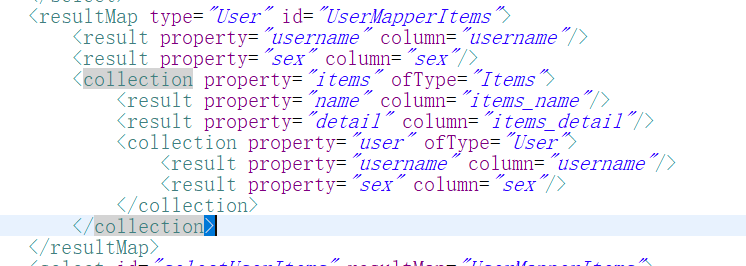 <resultMap type="User" id="UserMapperItems">
<result property="username" column="username"/>
<result property="sex" column="sex"/>
<collection property="items" ofType="Items">
<result property="name" column="items_name"/>
<result property="detail" column="items_detail"/>
<collection property="user" ofType="User">
<result property="username" column="username"/>
<result property="sex" column="sex"/>
</collection>
</collection>
</resultMap>